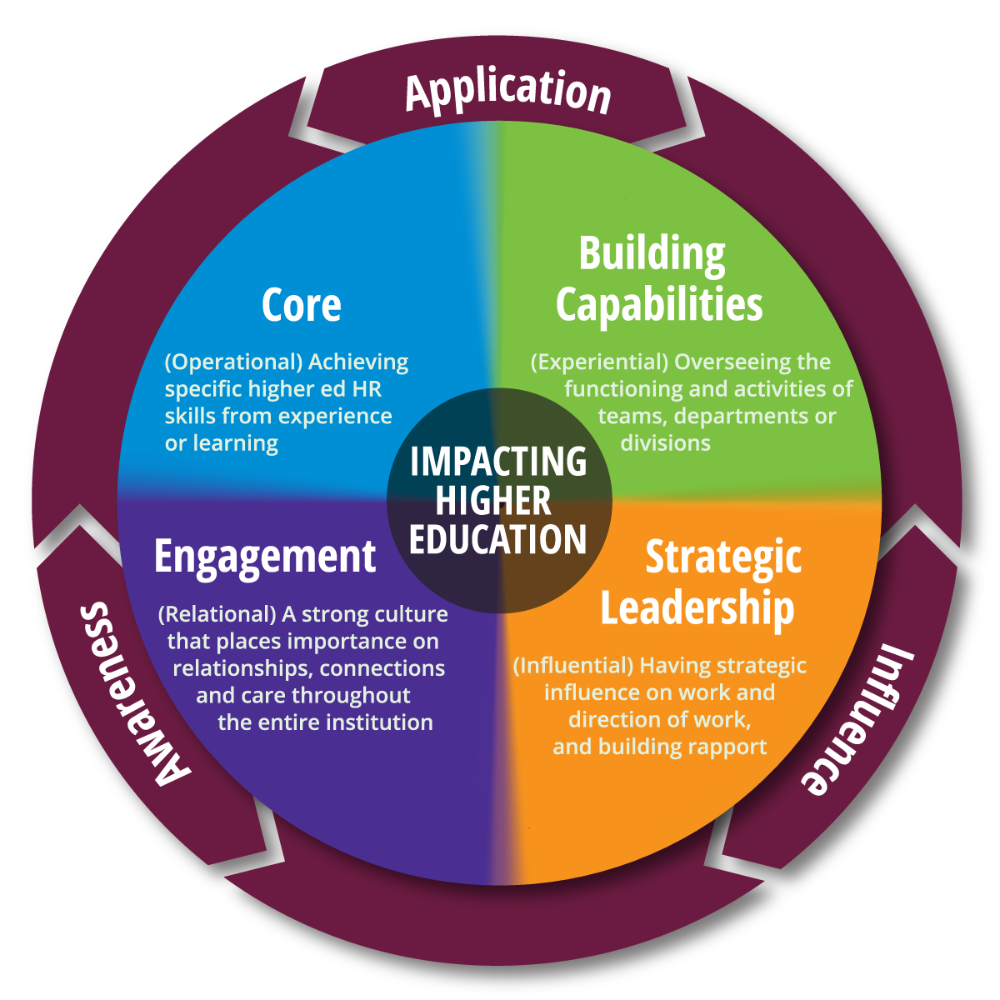 Application
Core
(Operational) Achieving
specific higher ed HR
skills from experience
or learning
Building
Capabilities
(Experiential) Overseeing the
functioning and activities of
teams, departments or
divisions
IMPACTING
HIGHER
EDUCATION
Engagement
(Relational) A strong culture
that places importance on
relationships, connections
and care throughout
the entire institution
Strategic
Leadership
(Influential) Having strategic
influence on work and
direction of work,
and building rapport
Awareness
Influence